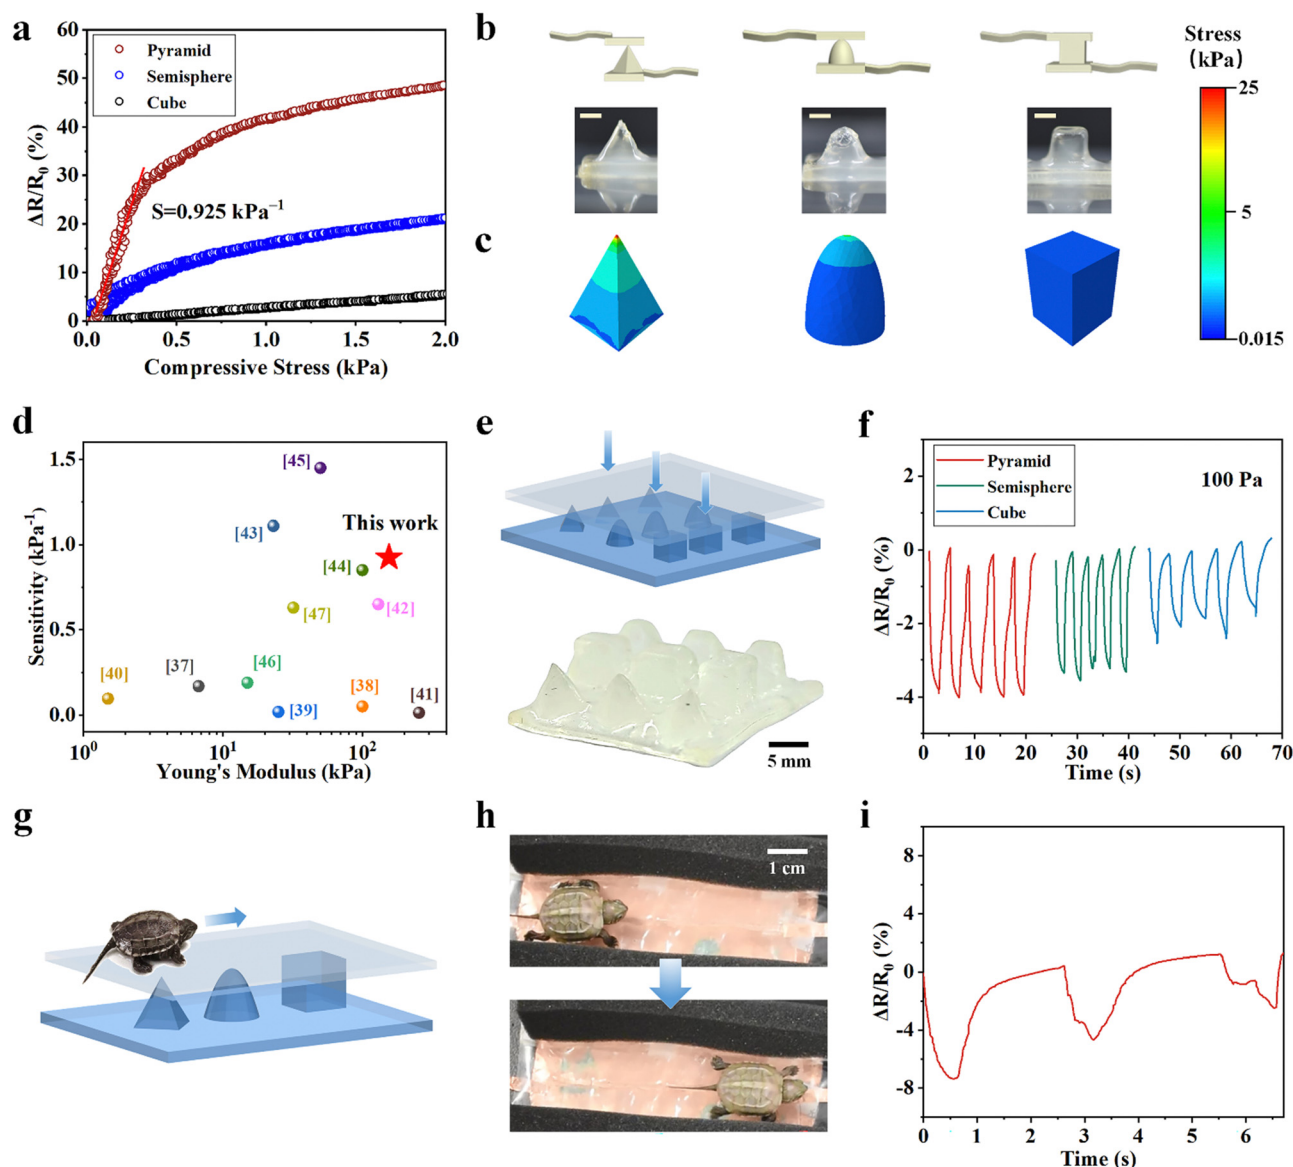 a
60
50
40
30
20
10
0
Pyramid
Semisphere
Cube
S=0.925 kPa⁻¹
ΔR/R₀ (%)
0.0 0.5 1.0 1.5 2.0
Compressive Stress (kPa)
b
Stress
(kPa)
25
5
0.015
c
d
1.5
1.0
0.5
0.0
Sensitivity (kPa⁻¹)
[45]
[43]
This work
[44]
[47]
[42]
[40]
[37]
[46]
[39]
[38]
[41]
10⁰ 10¹ 10²
Young's Modulus (kPa)
e
5 mm
f
2
0
-2
-4
ΔR/R₀ (%)
Pyramid
Semisphere
Cube
100 Pa
0 10 20 30 40 50 60 70
Time (s)
g
h
1 cm
i
8
4
0
-4
-8
ΔR/R₀ (%)
0 1 2 3 4 5 6
Time (s)